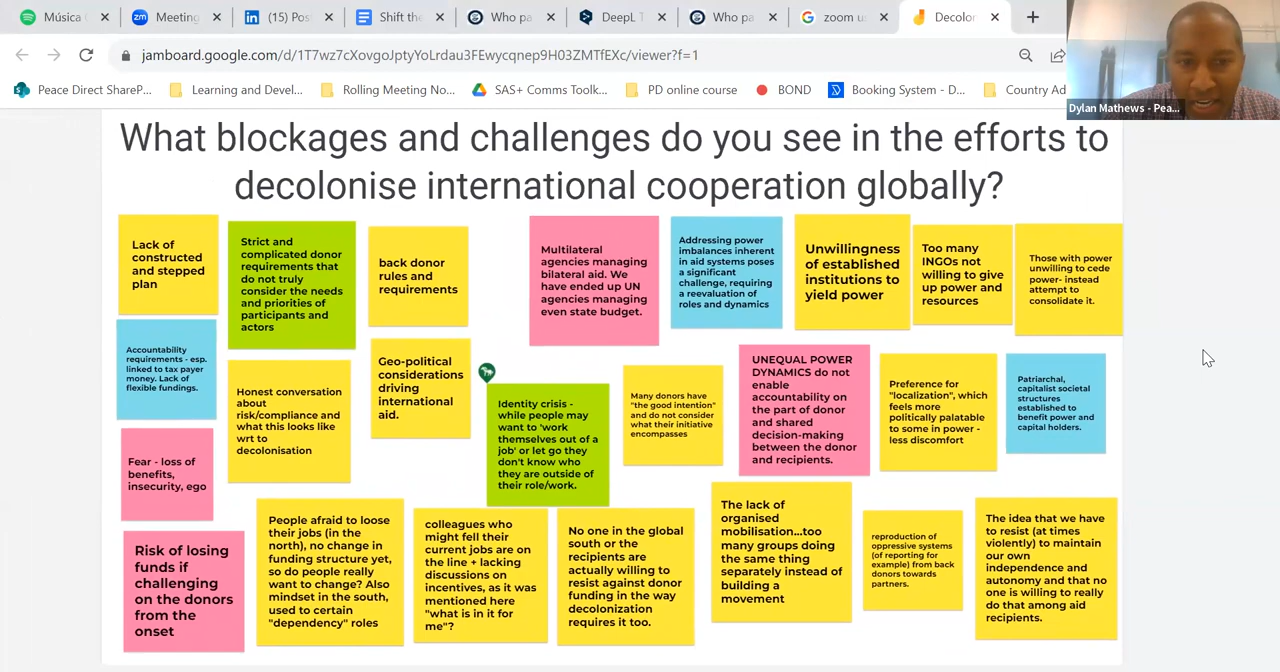 Música
Meeting
(15) Pos
Shift the
Who pa
DeepL T
Who pa
zoom u
Decolor
jamboard.google.com/d/1T7wz7cXovgoJptyYoLrdau3FEwycqnep9H03ZMTfEXc/viewer?f=1
Peace Direct ShareP...
Learning and Devel...
Rolling Meeting No...
SAS+ Comms Toolk...
PD online course
BOND
Booking System - D...
Country Ad
Dylan Mathews - Pea...
What blockages and challenges do you see in the efforts to
decolonise international cooperation globally?
Lack of
constructed
and stepped
plan
Strict and
complicated donor
requirements that
do not truly
consider the needs
and priorities of
participants and
actors
back donor
rules and
requirements
Multilateral
agencies managing
bilateral aid. We
have ended up UN
agencies managing
even state budget.
Addressing power
imbalances inherent
in aid systems poses
a significant
challenge, requiring
a reevaluation of
roles and dynamics
Unwillingness
of established
institutions to
yield power
Too many
INGOs not
willing to give
up power and
resources
Those with power
unwilling to cede
power- instead
attempt to
consolidate it.
Accountability
requirements - esp.
linked to tax payer
money. Lack of
flexible fundings.
Honest conversation
about
risk/compliance and
what this looks like
wrt to
decolonisation
Geo-political
considerations
driving
international
aid.
Identity crisis -
while people may
want to 'work
themselves out of a
job' or let go they
don't know who
they are outside of
their role/work.
Many donors have
"the good intention"
and do not consider
what their initiative
encompasses
UNEQUAL POWER
DYNAMICS do not
enable
accountability on
the part of donor
and shared
decision-making
between the donor
and recipients.
Preference for
"localization", which
feels more
politically palatable
to some in power -
less discomfort
Patriarchal,
capitalist societal
structures
established to
benefit power and
capital holders.
Fear - loss of
benefits,
insecurity, ego
Risk of losing
funds if
challenging
on the donors
from the
onset
People afraid to loose
their jobs (in the
north), no change in
funding structure yet,
so do people really
want to change? Also
mindset in the south,
used to certain
"dependency" roles
colleagues who
might fell their
current jobs are on
the line + lacking
discussions on
incentives, as it was
mentioned here
"what is in it for
me"?
No one in the global
south or the
recipients are
actually willing to
resist against donor
funding in the way
decolonization
requires it too.
The lack of
organised
mobilisation...too
many groups doing
the same thing
separately instead of
building a
movement
reproduction of
oppressive systems
(of reporting for
example) from back
donors towards
partners.
The idea that we have
to resist (at times
violently) to maintain
our own
independence and
autonomy and that no
one is willing to really
do that among aid
recipients.